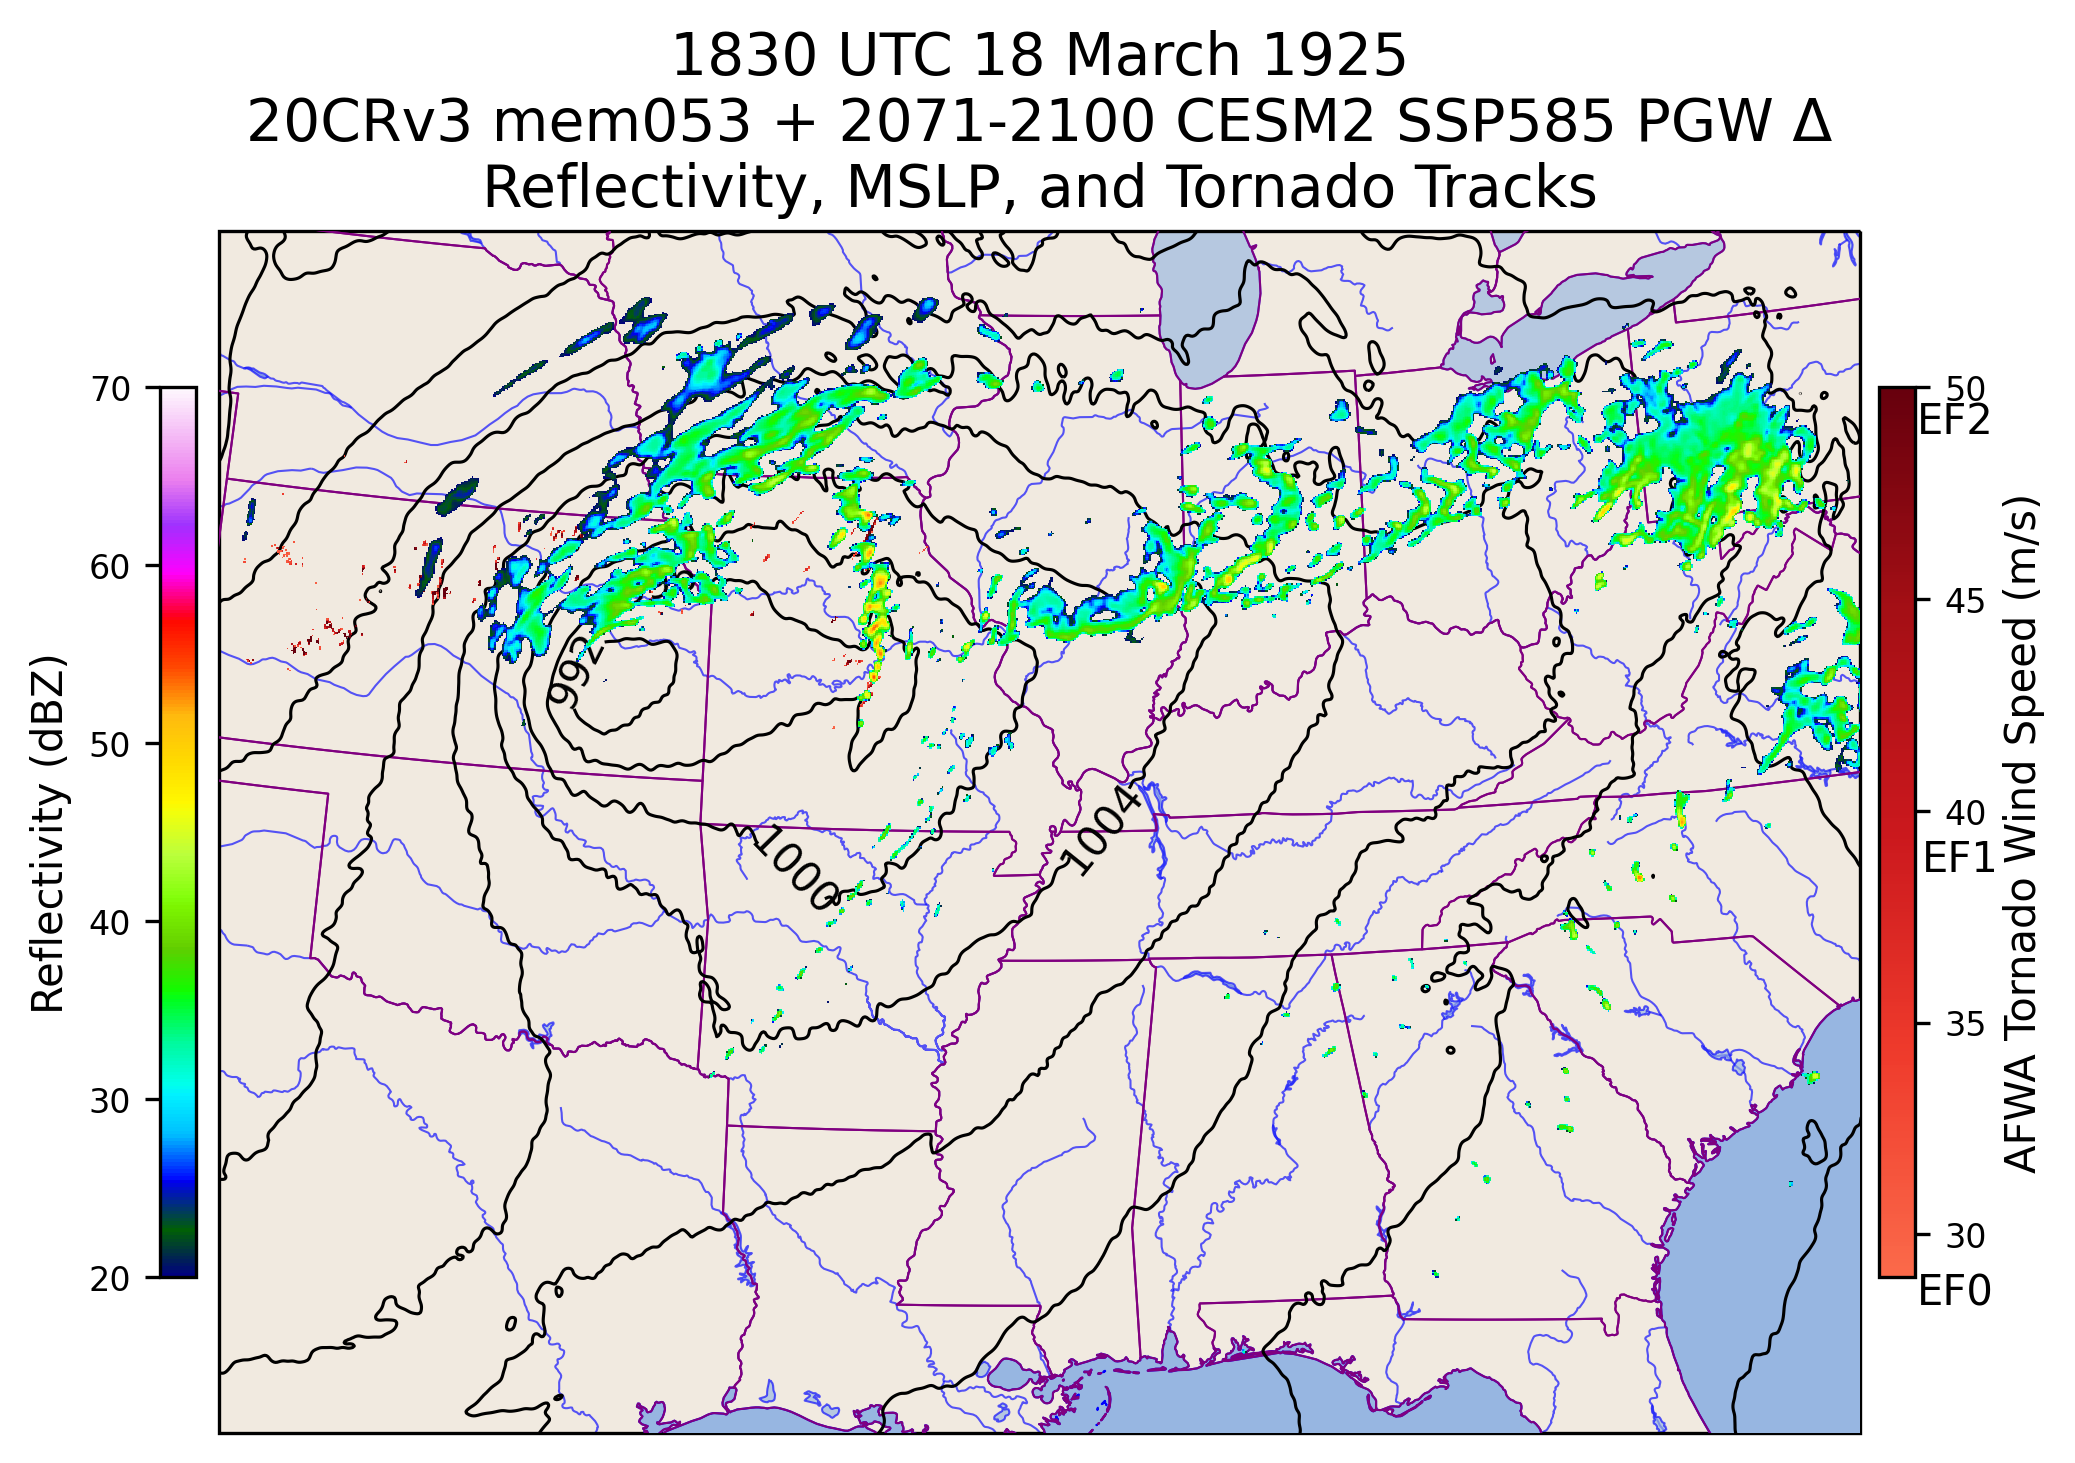 1830 UTC 18 March 1925
20CRv3 mem053 + 2071-2100 CESM2 SSP585 PGW Δ
Reflectivity, MSLP, and Tornado Tracks
70
60
50
40
30
20
Reflectivity (dBZ)
992
1000
1004
50
EF2
45
40
EF1
35
30
EF0
AFWA Tornado Wind Speed (m/s)